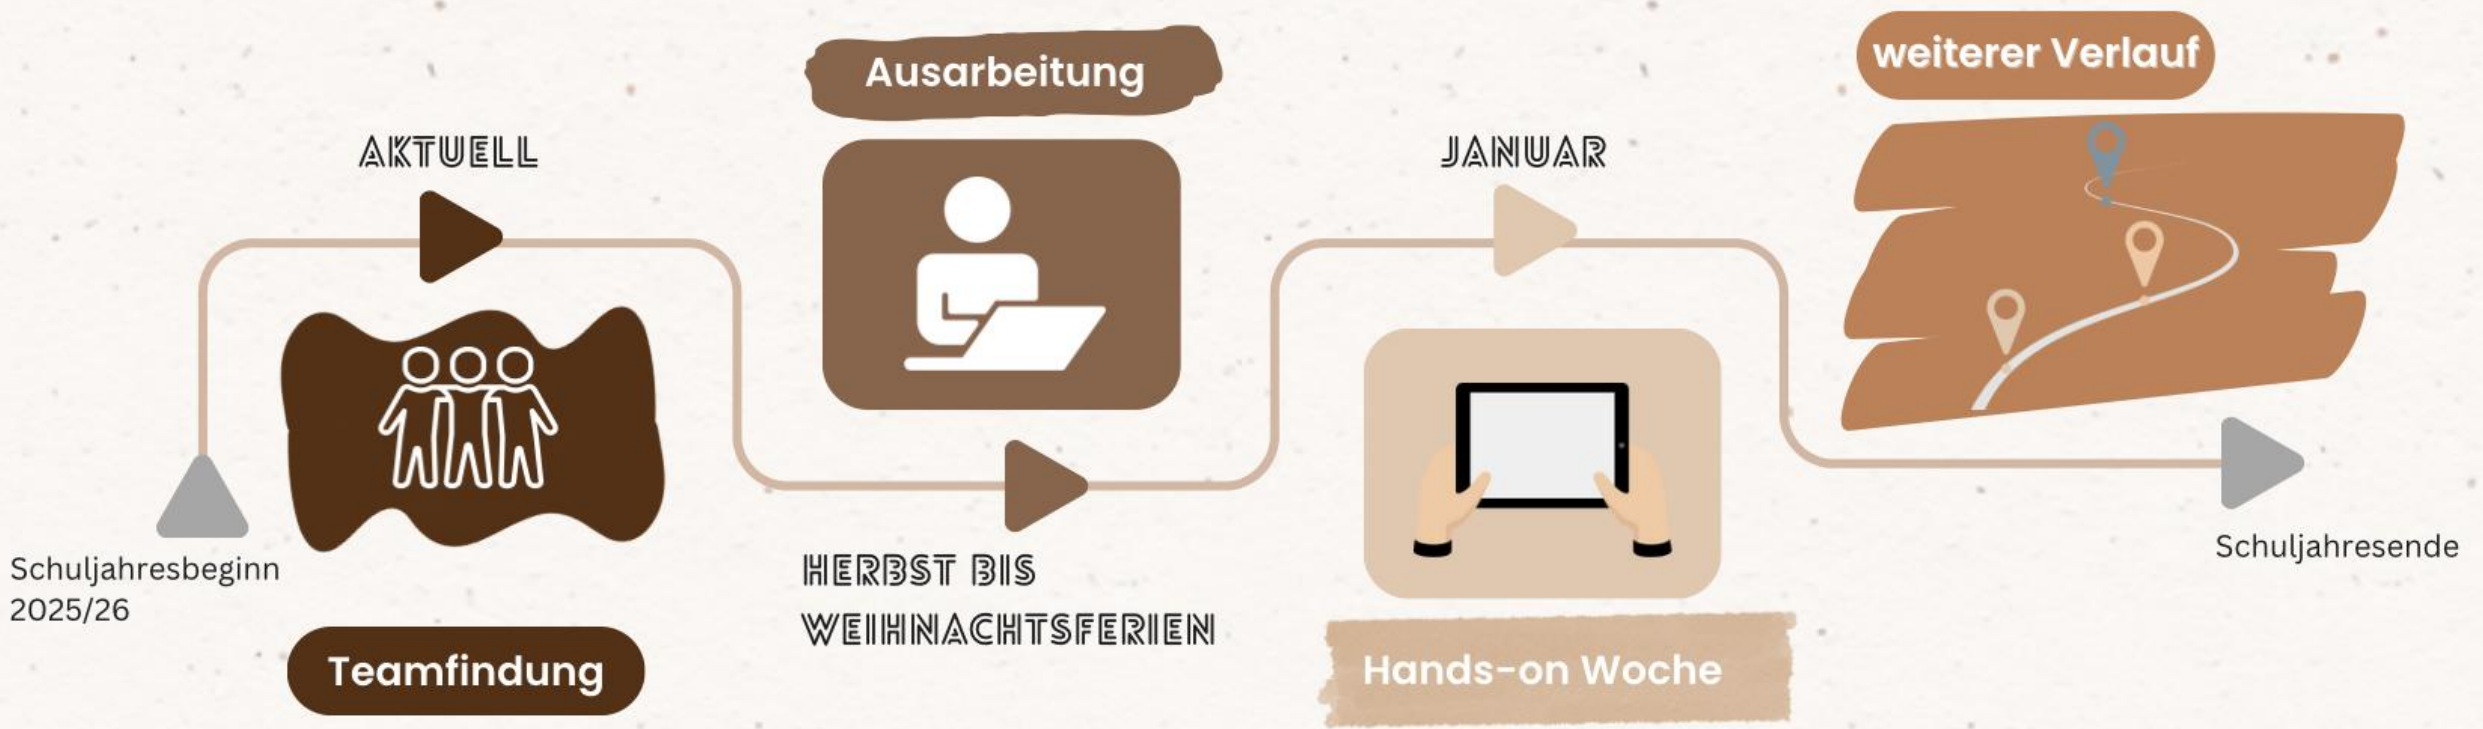 Schuljahresbeginn
2025/26
AKTUELL
Teamfindung
Ausarbeitung
HERBST BIS
WEIHNACHTSFERIEN
JANUAR
Hands-on Woche
weiterer Verlauf
Schuljahresende